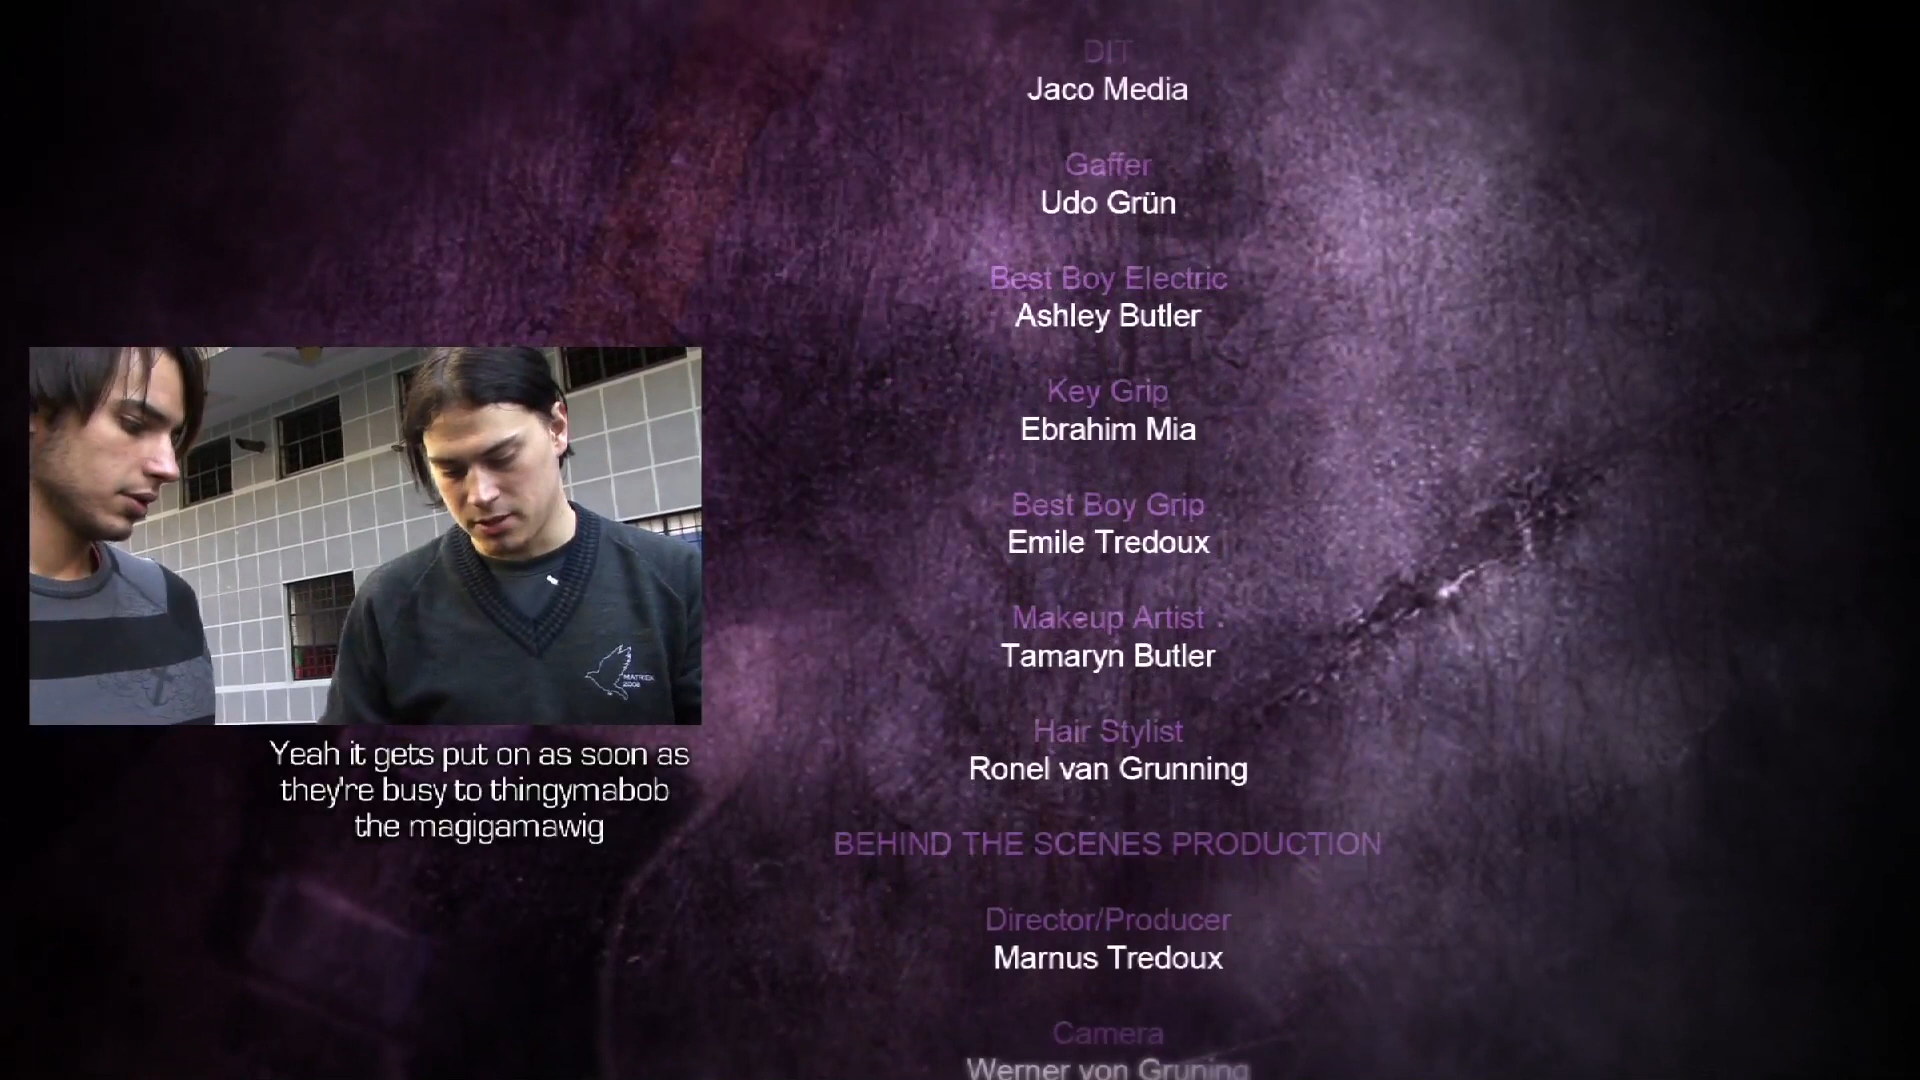 DIT
Jaco Media
Gaffer
Udo Grün
Best Boy Electric
Ashley Butler
Key Grip
Ebrahim Mia
Best Boy Grip
Emile Tredoux
Makeup Artist
Tamaryn Butler
Hair Stylist
Ronel van Grunning
BEHIND THE SCENES PRODUCTION
Director/Producer
Marnus Tredoux
Camera
Werner von Gruning
MATRIEK
2008
Yeah it gets put on as soon as
they're busy to thingymabob
the magigamawig